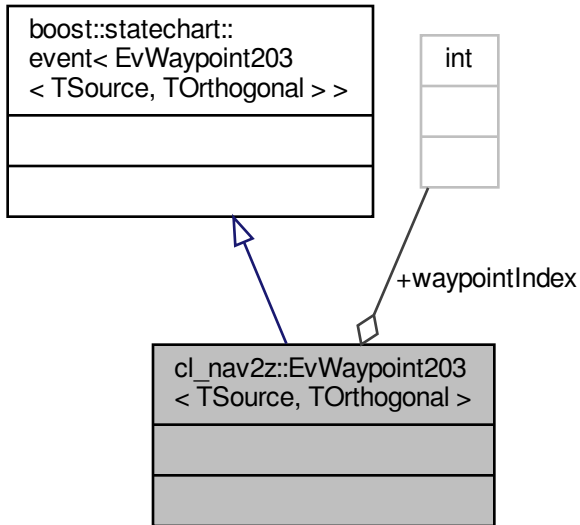 boost::statechart::
event< EvWaypoint203
< TSource, TOrthogonal > >
int
+waypointIndex
cl_nav2z::EvWaypoint203
< TSource, TOrthogonal >